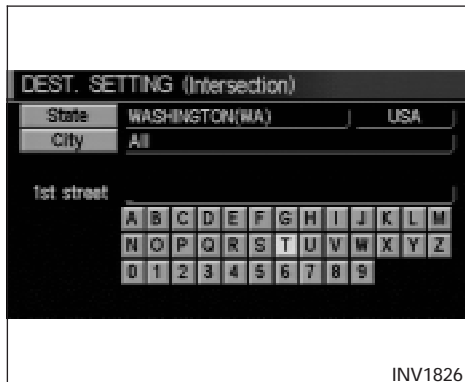 DEST. SETTING (Intersection)
State WASHINGTON(WA) USA
City All
1st street
A B C D E F G H I J K L M
N O P Q R S T U V W X Y Z
0 1 2 3 4 5 6 7 8 9
INV1826